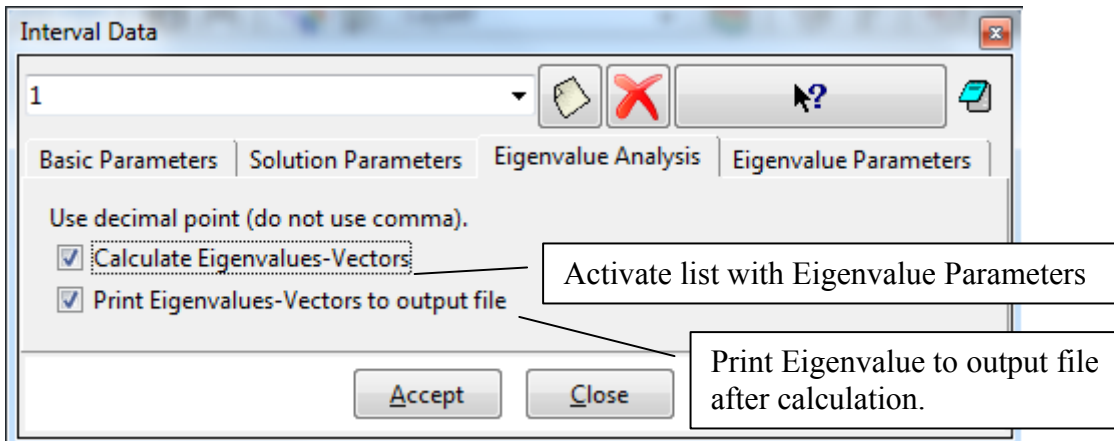 Interval Data
1
?
Basic Parameters Solution Parameters Eigenvalue Analysis Eigenvalue Parameters
Use decimal point (do not use comma).
Calculate Eigenvalues-Vectors
Activate list with Eigenvalue Parameters
Print Eigenvalues-Vectors to output file
Print Eigenvalue to output file
after calculation.
Accept Close